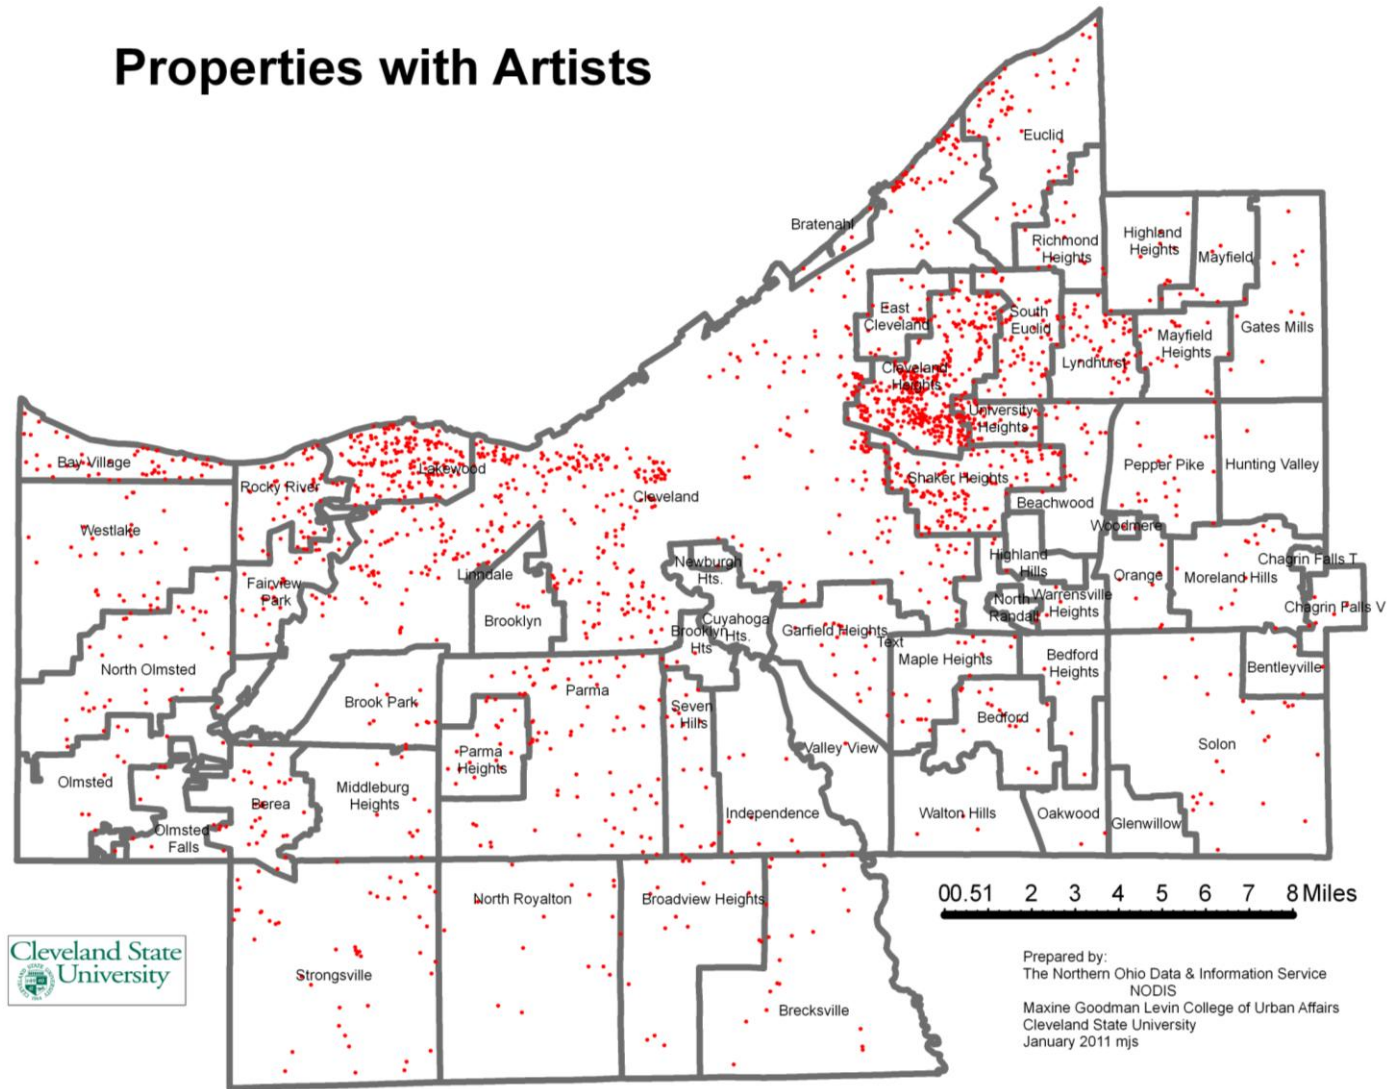 Properties with Artists
Euclid
Bratenahl
Richmond
Heights
Highland
Heights
Mayfield
East
Cleveland
South
Euclid
Gates Mills
Mayfield
Heights
Lyndhurst
Cleveland
Heights
University
Heights
Bay Village
Lakewood
Rocky River
Cleveland
Shaker Heights
Pepper Pike
Hunting Valley
Beachwood
Westlake
Woodmere
Linndale
Newburgh
Hts.
Highland
Hills
Orange
Moreland Hills
Chagrin Falls T
Fairview
Park
North
Randall
Warrensville
Heights
Chagrin Falls V
Brooklyn
Cuyahoga
Hts.
Brooklyn
Hts
Garfield Heights
Text
Maple Heights
Bedford
Heights
Bentleyville
North Olmsted
Parma
Brook Park
Seven
Hills
Bedford
Valley View
Solon
Parma
Heights
Olmsted
Middleburg
Heights
Berea
Independence
Walton Hills
Oakwood
Glenwillow
Olmsted
Falls
North Royalton
Broadview Heights
00.51 2 3 4 5 6 7 8 Miles
Cleveland State
University
Strongsville
Brecksville
Prepared by:
The Northern Ohio Data & Information Service
NODIS
Maxine Goodman Levin College of Urban Affairs
Cleveland State University
January 2011 mjs